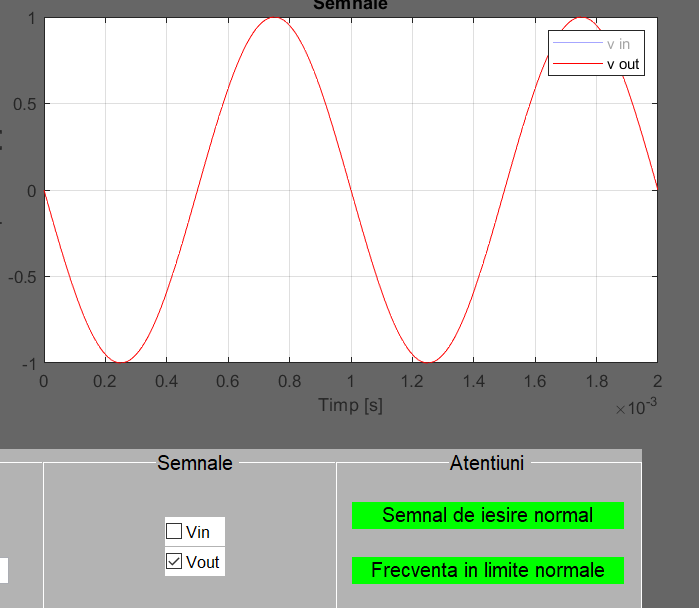 Semnale
1
0.5
0
-0.5
-1
v in
v out
0 0.2 0.4 0.6 0.8 1 1.2 1.4 1.6 1.8 2
Timp [s]
×10-3
Semnale
Atentiuni
Vin
Vout
Semnal de iesire normal
Frecventa in limite normale